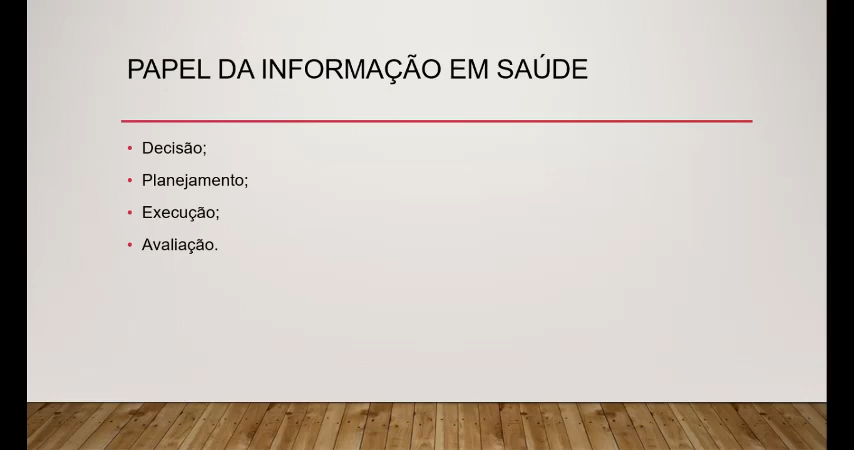 PAPEL DA INFORMAÇÃO EM SAÚDE
• Decisão;
• Planejamento;
• Execução;
• Avaliação.